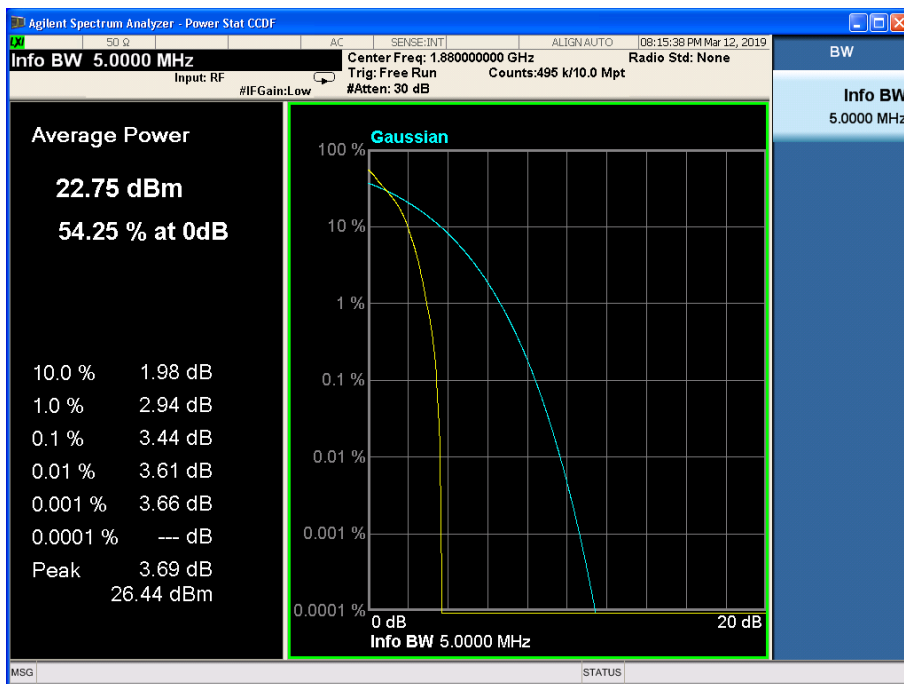 Agilent Spectrum Analyzer - Power Stat CCDF
LXI 50 Ω AC SENSE:INT ALIGN AUTO 08:15:38 PM Mar 12, 2019
Info BW 5.0000 MHz
Center Freq: 1.880000000 GHz Radio Std: None
Input: RF Trig: Free Run Counts:495 k/10.0 Mpt
#IFGain:Low #Atten: 30 dB
BW
Info BW
5.0000 MHz
Average Power
22.75 dBm
54.25 % at 0dB
10.0 % 1.98 dB
1.0 % 2.94 dB
0.1 % 3.44 dB
0.01 % 3.61 dB
0.001 % 3.66 dB
0.0001 % --- dB
Peak 3.69 dB
26.44 dBm
Gaussian
100 %
10 %
1 %
0.1 %
0.01 %
0.001 %
0.0001 %
0 dB 20 dB
Info BW 5.0000 MHz
MSG STATUS